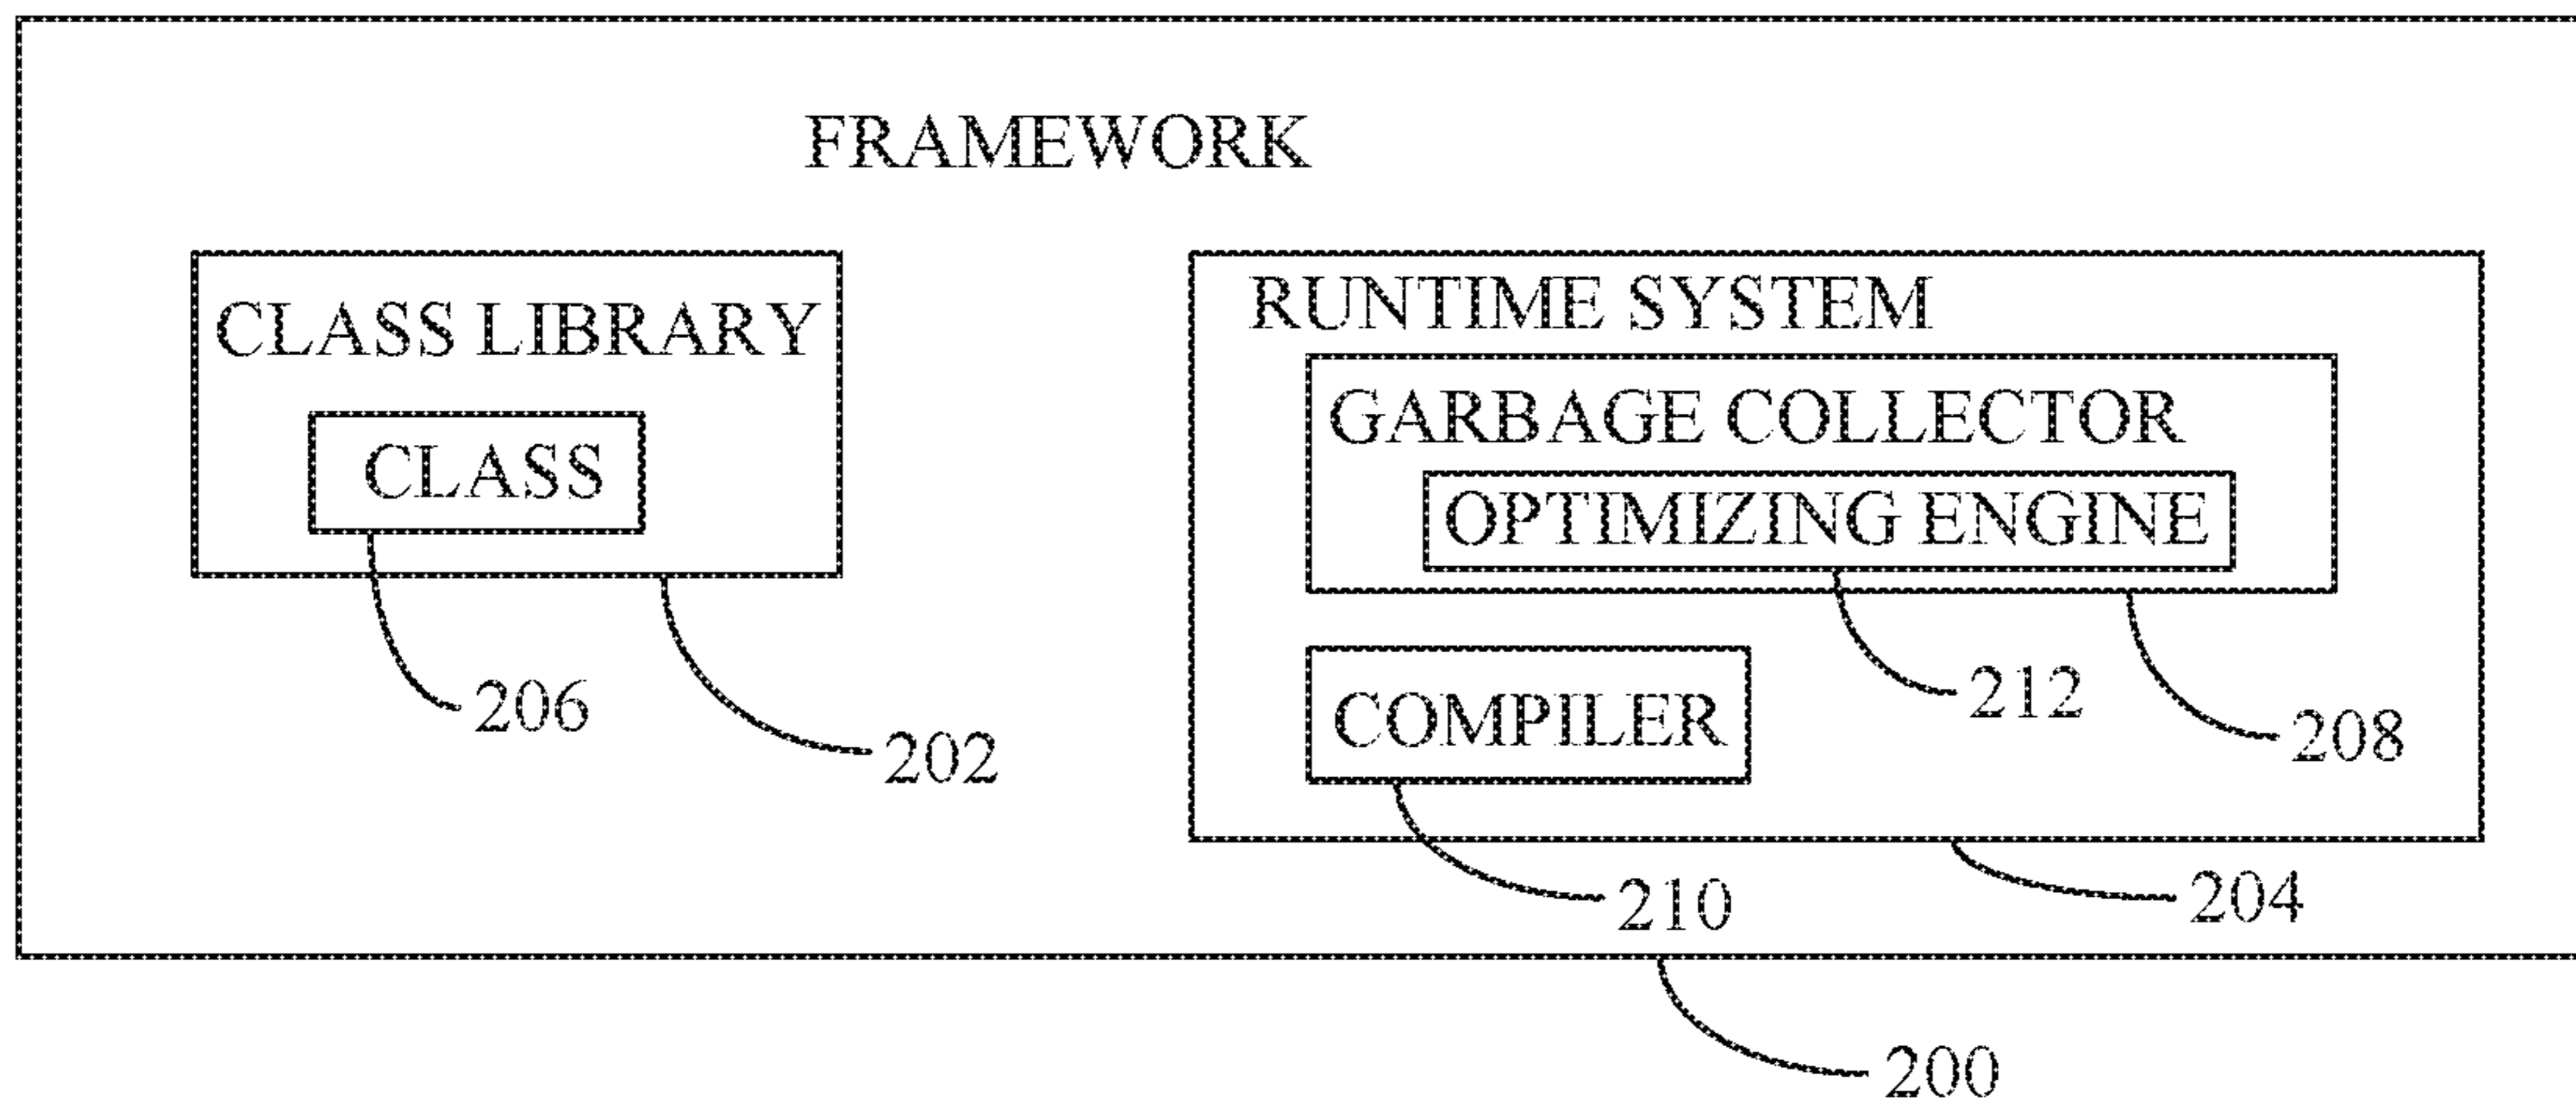 FRAMEWORK
CLASS LIBRARY
CLASS
206
202
RUNTIME SYSTEM
GARBAGE COLLECTOR
OPTIMIZING ENGINE
212
208
COMPILER
210
204
200